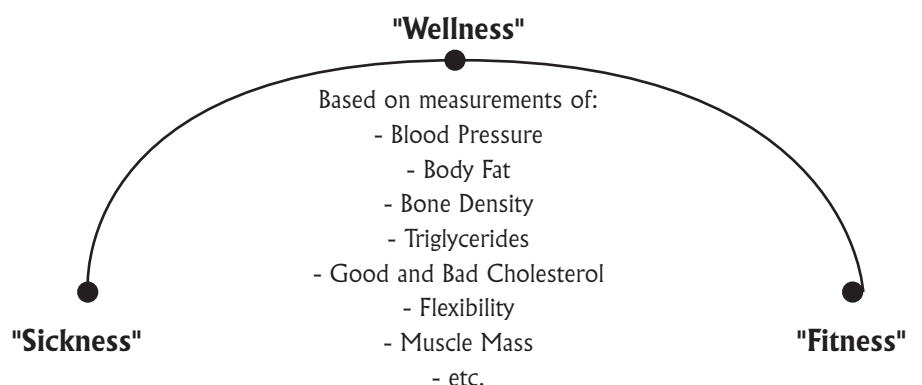 "Wellness"
Based on measurements of:
- Blood Pressure
- Body Fat
- Bone Density
- Triglycerides
- Good and Bad Cholesterol
- Flexibility
- Muscle Mass
- etc.
"Sickness"
"Fitness"